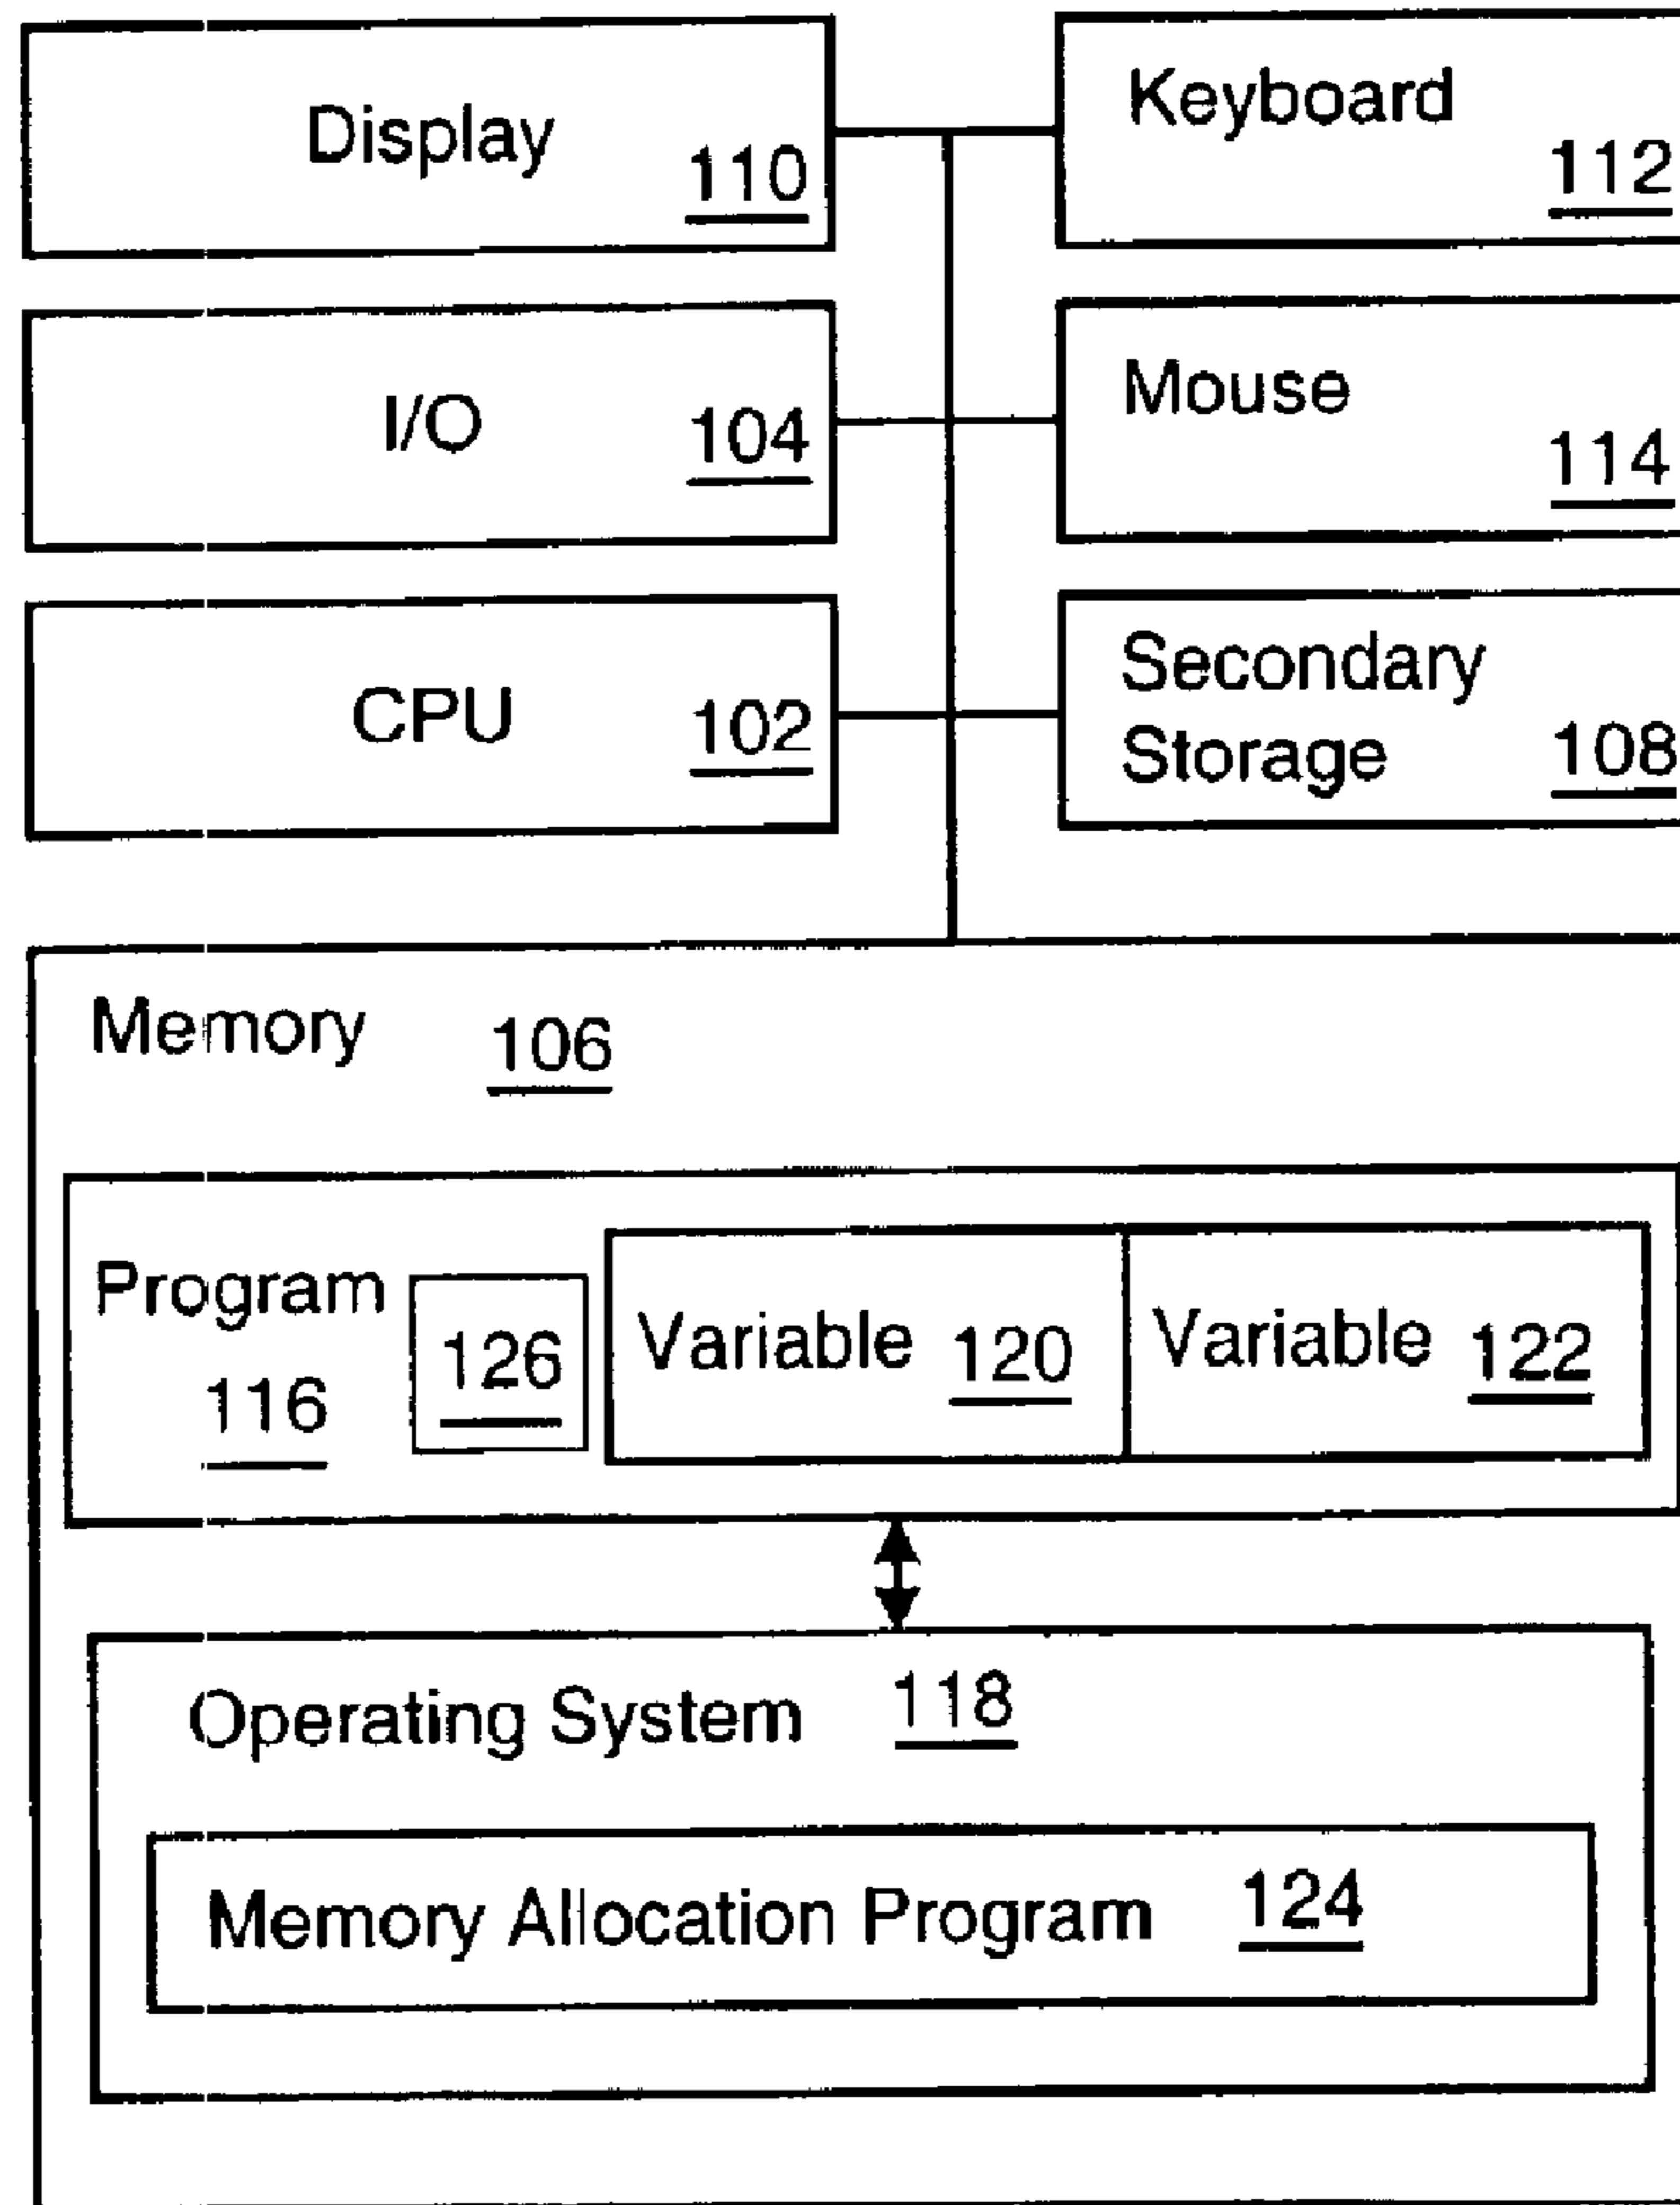 Display
110
Keyboard
112
I/O
104
Mouse
114
CPU
102
Secondary
Storage
108
Memory
106
Program
116
126
Variable
120
Variable
122
Operating System
118
Memory Allocation Program
124